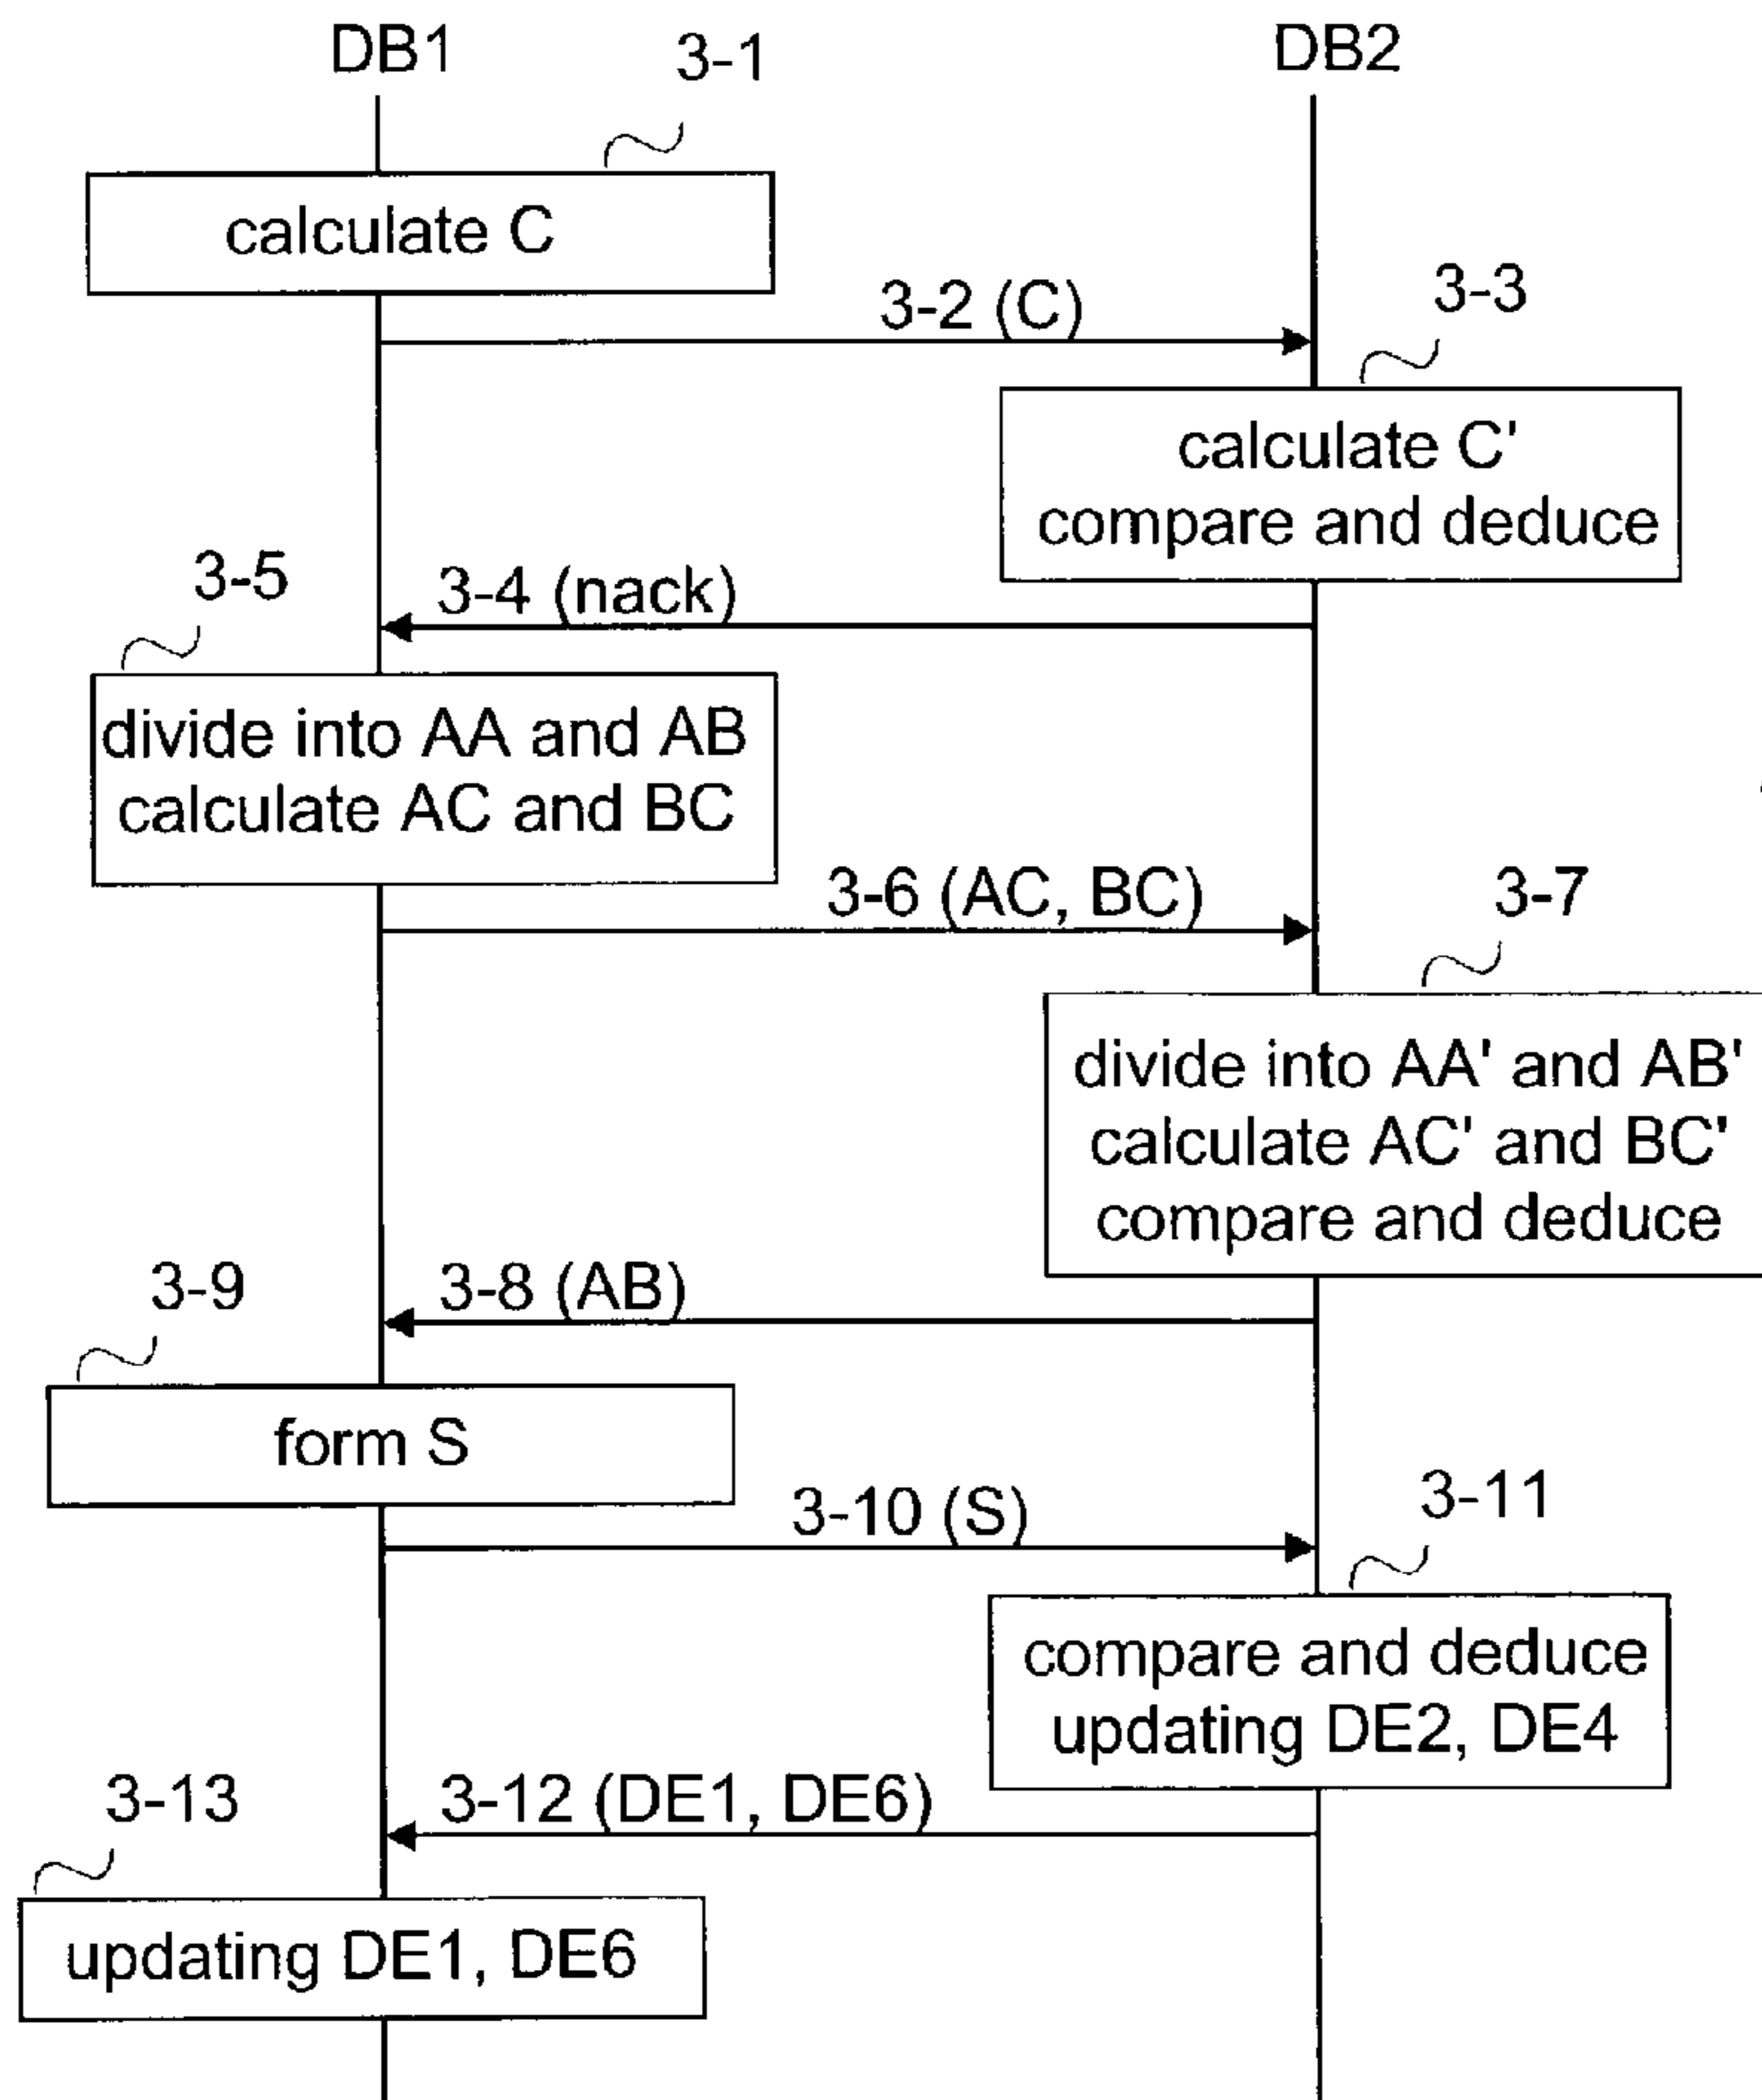 DB1
3-1
DB2
calculate C
3-2 (C)
3-3
calculate C'
compare and deduce
3-5
3-4 (nack)
divide into AA and AB
calculate AC and BC
3-6 (AC, BC)
3-7
divide into AA' and AB'
calculate AC' and BC'
compare and deduce
3-9
3-8 (AB)
form S
3-10 (S)
3-11
compare and deduce
updating DE2, DE4
3-13
3-12 (DE1, DE6)
updating DE1, DE6